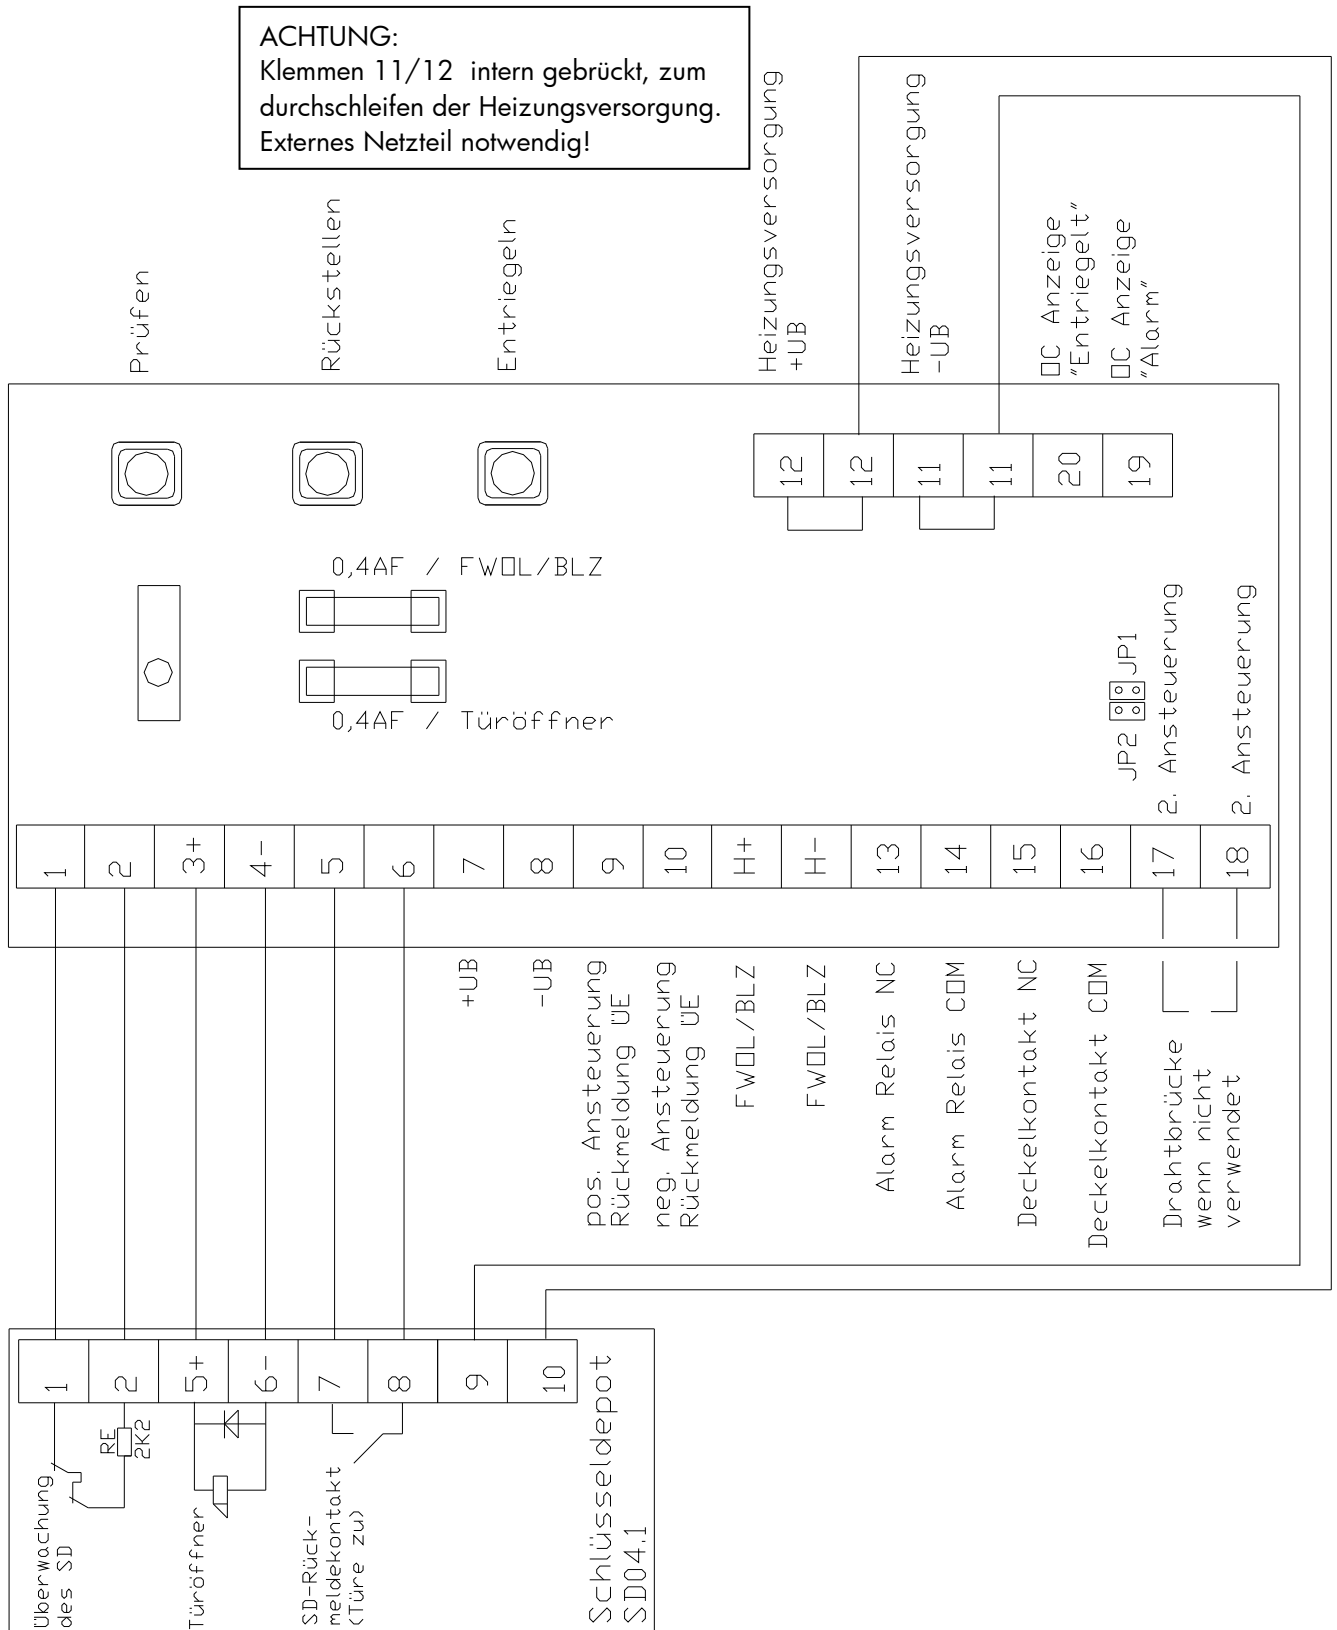 ACHTUNG:
Klemmen 11/12 intern gebrückt, zum
durchschleifen der Heizungsversorgung.
Externes Netzteil notwendig!
Prüfen
Rückstellen
Entriegeln
Heizungsversorgung
+UB
Heizungsversorgung
-UB
OC Anzeige
"Entriegelt"
OC Anzeige
"Alarm"
12
12
11
11
20
19
0,4AF / FWOL/BLZ
0,4AF / Türöffner
JP2
JP1
2. Ansteuerung
2. Ansteuerung
1
2
3+
4-
5
6
7
8
9
10
H+
H-
13
14
15
16
17
18
+UB
-UB
pos. Ansteuerung
Rückmeldung ÜE
neg. Ansteuerung
Rückmeldung ÜE
FWOL/BLZ
FWOL/BLZ
Alarm Relais NC
Alarm Relais COM
Deckelkontakt NC
Deckelkontakt COM
Drahtbrücke
wenn nicht
verwendet
1
2
5+
6-
7
8
9
10
RE
2K2
Überwachung
des SD
Türöffner
SD-Rück-
meldekontakt
(Türe zu)
Schlüsseldepot
SD04.1